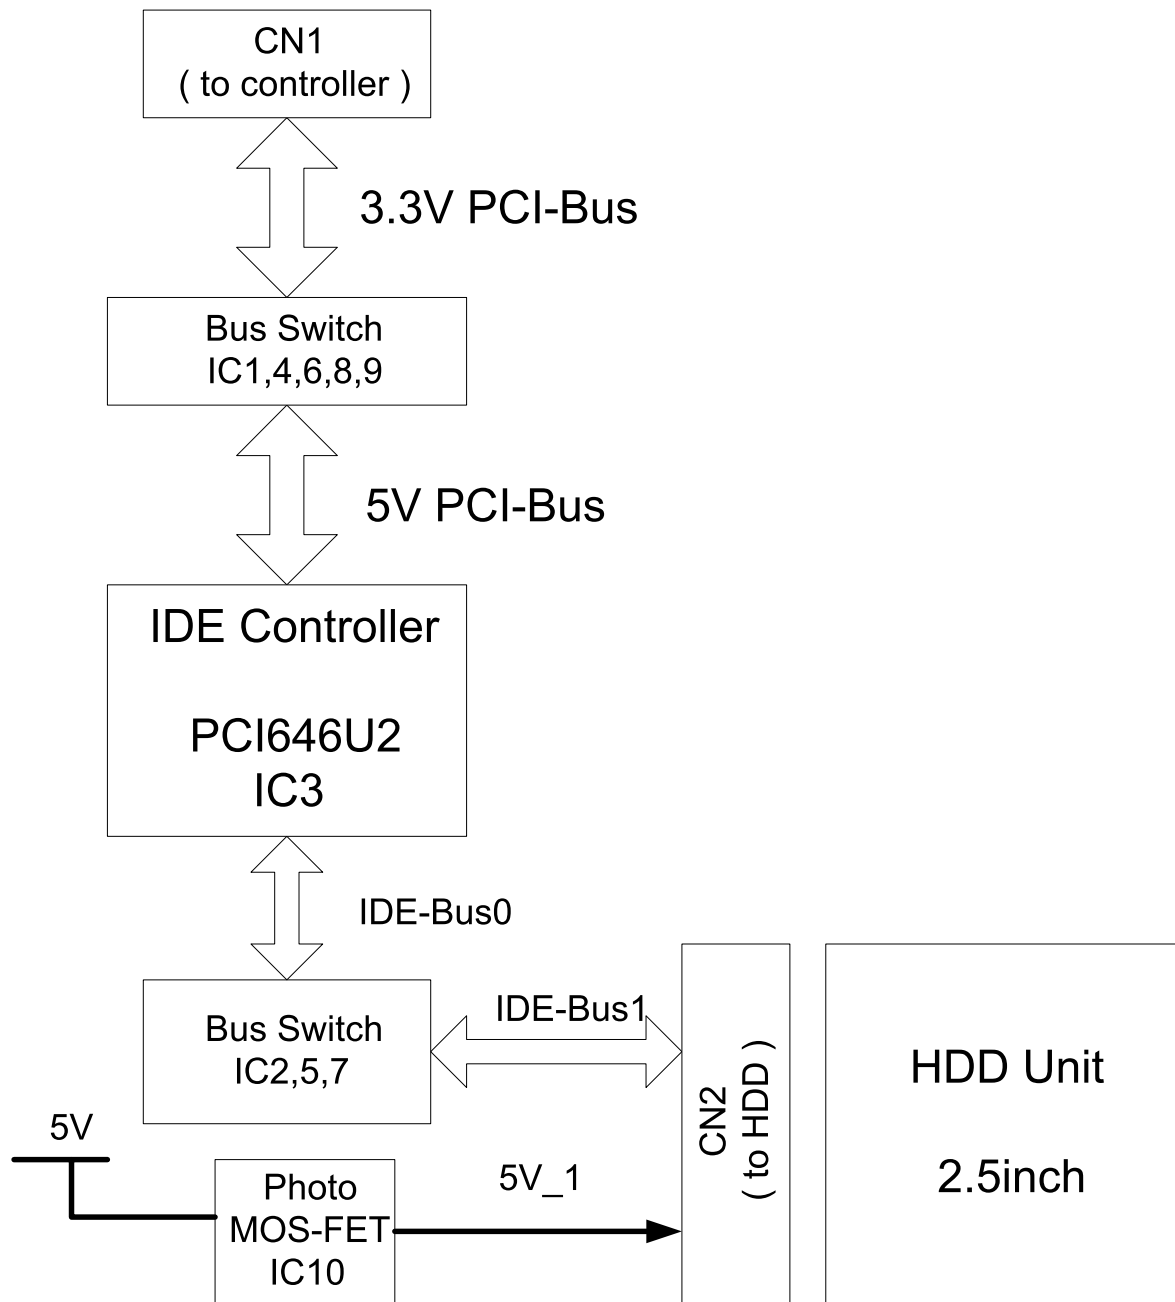 CN1
( to controller )
3.3V PCI-Bus
Bus Switch
IC1,4,6,8,9
5V PCI-Bus
IDE Controller
PCI646U2
IC3
IDE-Bus0
Bus Switch
IC2,5,7
IDE-Bus1
CN2
( to HDD )
HDD Unit
2.5inch
5V
Photo
MOS-FET
IC10
5V_1